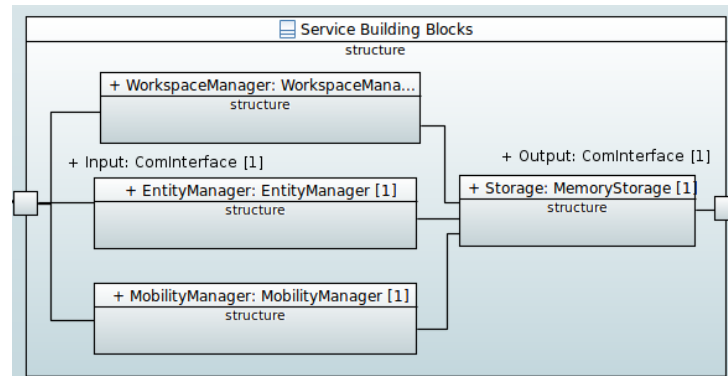 Service Building Blocks
structure
+ WorkspaceManager: WorkspaceMana...
structure
+ Input: ComInterface [1]
+ Output: ComInterface [1]
+ EntityManager: EntityManager [1]
structure
+ Storage: MemoryStorage [1]
structure
+ MobilityManager: MobilityManager [1]
structure